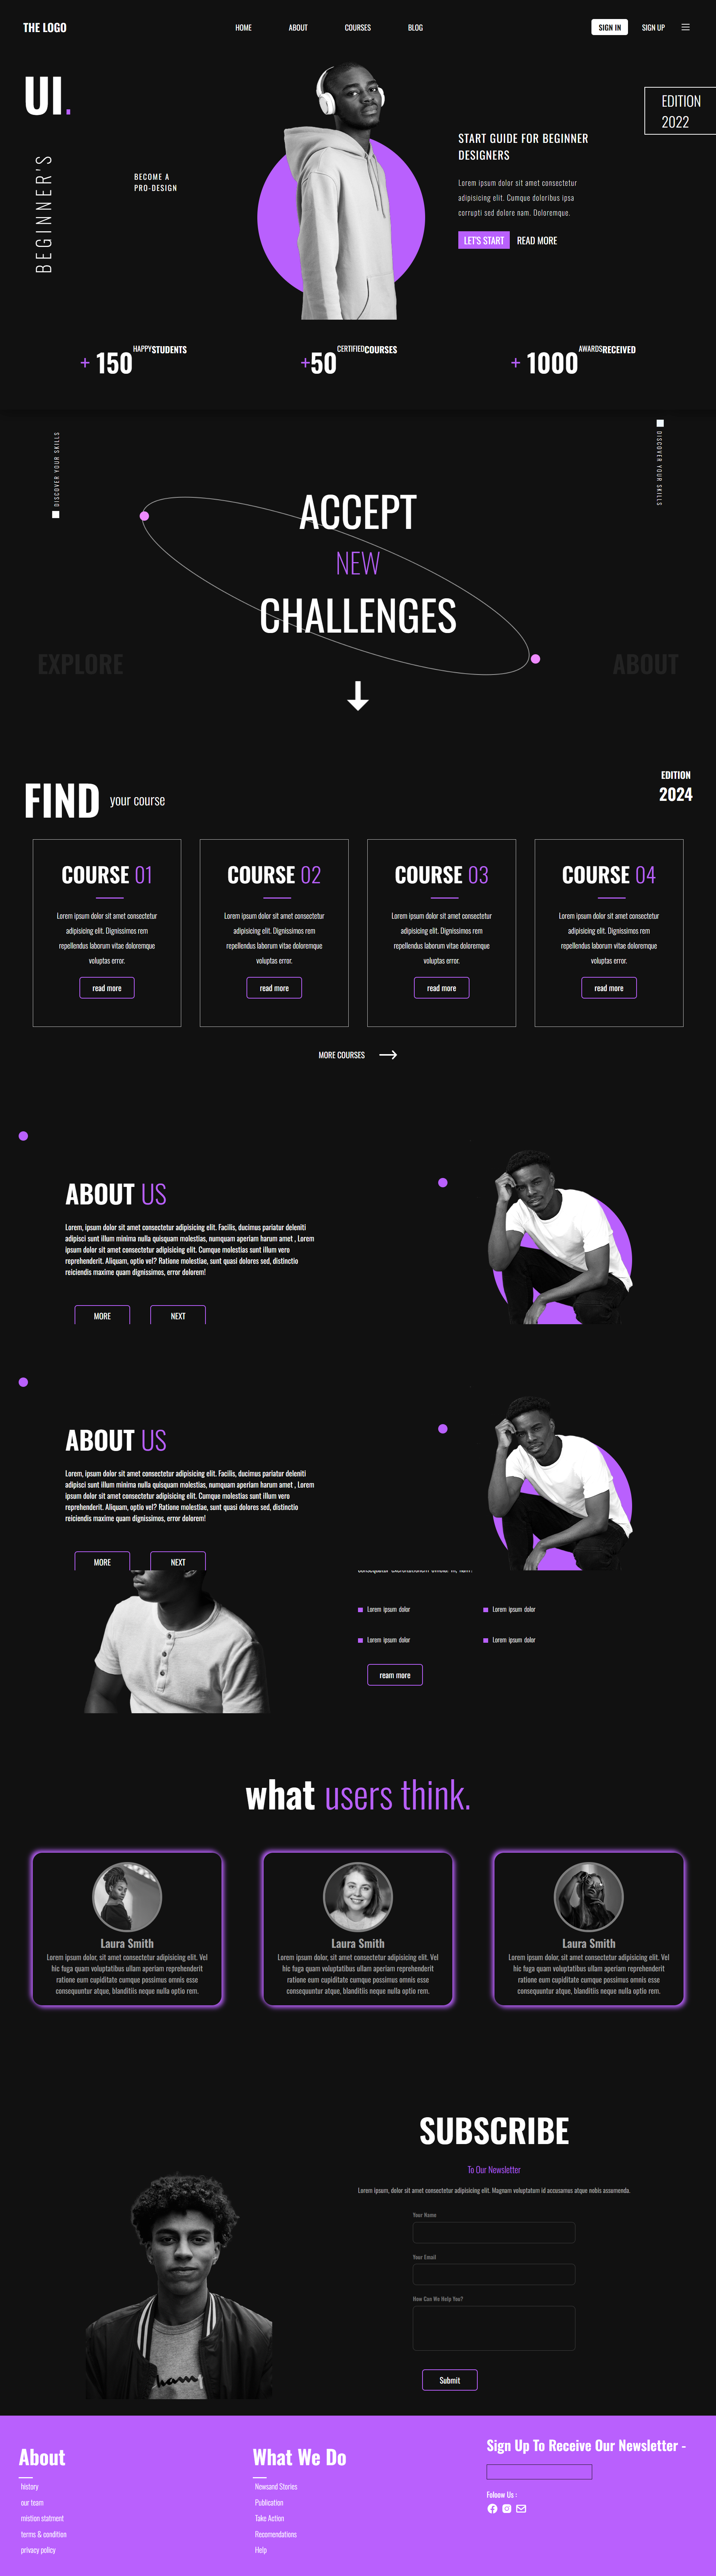 THE LOGO
HOME
ABOUT
COURSES
BLOG
SIGN IN
SIGN UP
UI.
EDITION
2022
BEGINNER'S
BECOME A
PRO-DESIGN
START GUIDE FOR BEGINNER
DESIGNERS
Lorem ipsum dolor sit amet consectetur
adipisicing elit. Cumque doloribus ipsa
corrupti sed dolore nam. Doloremque.
LET'S START
READ MORE
+ 150 HAPPY STUDENTS
+50 CERTIFIED COURSES
+ 1000 AWARDS RECEIVED
DISCOVER YOUR SKILLS
DISCOVER YOUR SKILLS
ACCEPT
NEW
CHALLENGES
EXPLORE
ABOUT
FIND your course
EDITION
2024
COURSE 01
Lorem ipsum dolor sit amet consectetur
adipisicing elit. Dignissimos rem
repellendus laborum vitae doloremque
voluptas error.
read more
COURSE 02
Lorem ipsum dolor sit amet consectetur
adipisicing elit. Dignissimos rem
repellendus laborum vitae doloremque
voluptas error.
read more
COURSE 03
Lorem ipsum dolor sit amet consectetur
adipisicing elit. Dignissimos rem
repellendus laborum vitae doloremque
voluptas error.
read more
COURSE 04
Lorem ipsum dolor sit amet consectetur
adipisicing elit. Dignissimos rem
repellendus laborum vitae doloremque
voluptas error.
read more
MORE COURSES
ABOUT US
Lorem, ipsum dolor sit amet consectetur adipisicing elit. Facilis, ducimus pariatur deleniti
adipisci sunt illum minima nulla quisquam molestias, numquam aperiam harum amet , Lorem
ipsum dolor sit amet consectetur adipisicing elit. Cumque molestias sunt illum vero
reprehenderit. Aliquam, optio vel? Ratione molestiae, sunt quasi dolores sed, distinctio
reiciendis maxime quam dignissimos, error dolorem!
MORE
NEXT
ABOUT US
Lorem, ipsum dolor sit amet consectetur adipisicing elit. Facilis, ducimus pariatur deleniti
adipisci sunt illum minima nulla quisquam molestias, numquam aperiam harum amet , Lorem
ipsum dolor sit amet consectetur adipisicing elit. Cumque molestias sunt illum vero
reprehenderit. Aliquam, optio vel? Ratione molestiae, sunt quasi dolores sed, distinctio
reiciendis maxime quam dignissimos, error dolorem!
MORE
NEXT
Lorem ipsum dolor
Lorem ipsum dolor
Lorem ipsum dolor
Lorem ipsum dolor
ream more
what users think.
Laura Smith
Lorem ipsum dolor, sit amet consectetur adipisicing elit. Vel
hic fuga quam voluptatibus ullam aperiam reprehenderit
ratione eum cupiditate cumque possimus omnis esse
consequuntur atque, blanditiis neque nulla optio rem.
Laura Smith
Lorem ipsum dolor, sit amet consectetur adipisicing elit. Vel
hic fuga quam voluptatibus ullam aperiam reprehenderit
ratione eum cupiditate cumque possimus omnis esse
consequuntur atque, blanditiis neque nulla optio rem.
Laura Smith
Lorem ipsum dolor, sit amet consectetur adipisicing elit. Vel
hic fuga quam voluptatibus ullam aperiam reprehenderit
ratione eum cupiditate cumque possimus omnis esse
consequuntur atque, blanditiis neque nulla optio rem.
SUBSCRIBE
To Our Newsletter
Lorem ipsum, dolor sit amet consectetur adipisicing elit. Magnam voluptatum id accusamus atque nobis assumenda.
Your Name
Your Email
How Can We Help You?
Submit
About
history
our team
mistion statment
terms & condition
privacy policy
What We Do
Newsand Stories
Publication
Take Action
Recomendations
Help
Sign Up To Receive Our Newsletter -
Foloow Us :